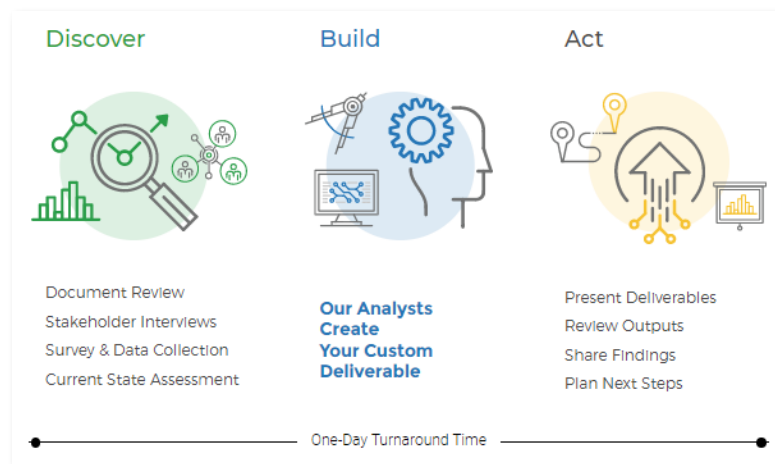 Discover
Document Review
Stakeholder Interviews
Survey & Data Collection
Current State Assessment
Build
Our Analysts
Create
Your Custom
Deliverable
Act
Present Deliverables
Review Outputs
Share Findings
Plan Next Steps
One-Day Turnaround Time